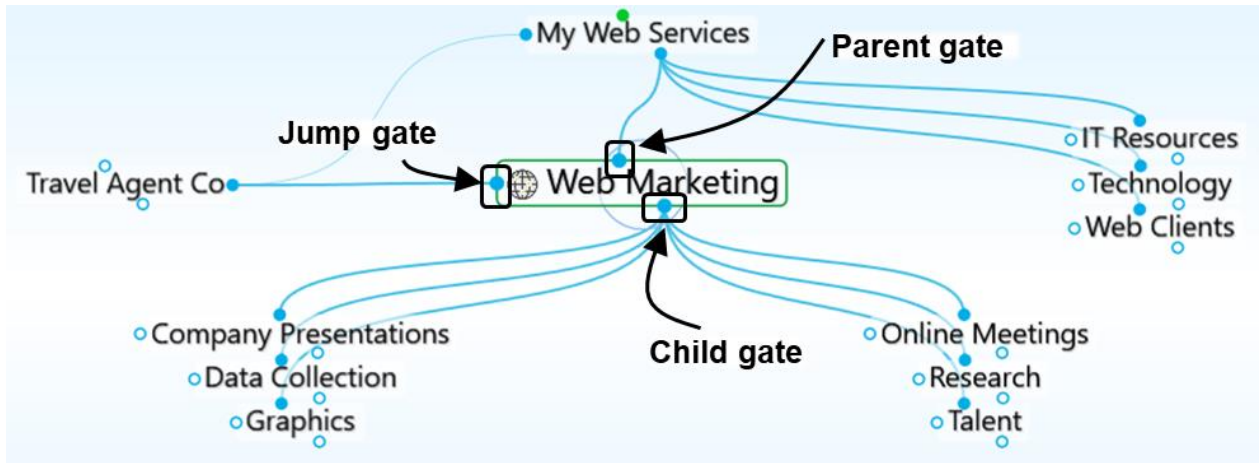 My Web Services
Parent gate
Jump gate
IT Resources
Travel Agent Co
Web Marketing
Technology
Web Clients
Company Presentations
Online Meetings
Child gate
Data Collection
Research
Graphics
Talent